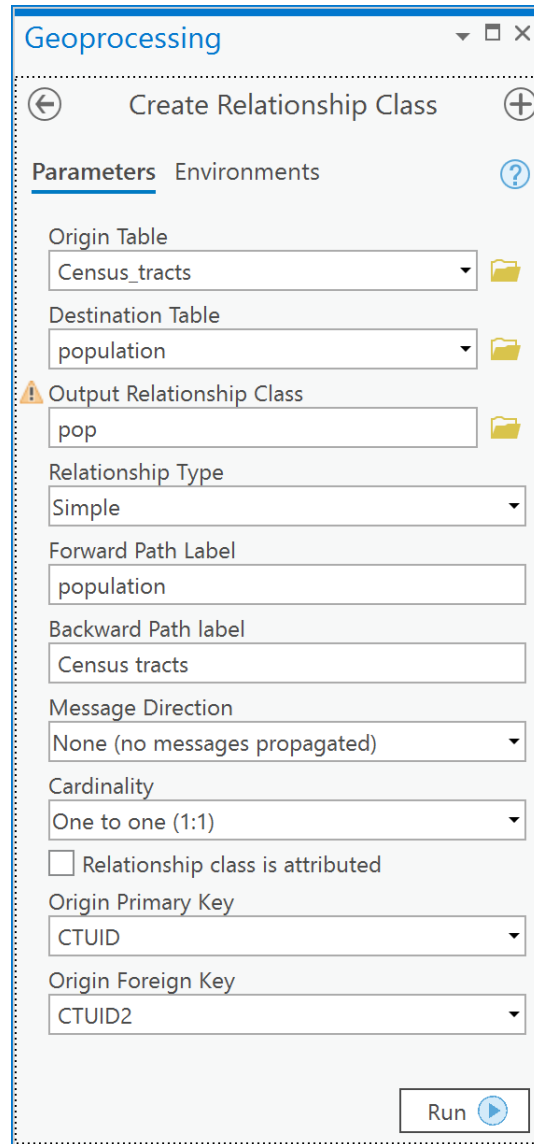 Geoprocessing
Create Relationship Class
Parameters Environments
Origin Table
Census_tracts
Destination Table
population
Output Relationship Class
pop
Relationship Type
Simple
Forward Path Label
population
Backward Path label
Census tracts
Message Direction
None (no messages propagated)
Cardinality
One to one (1:1)
Relationship class is attributed
Origin Primary Key
CTUID
Origin Foreign Key
CTUID2
Run